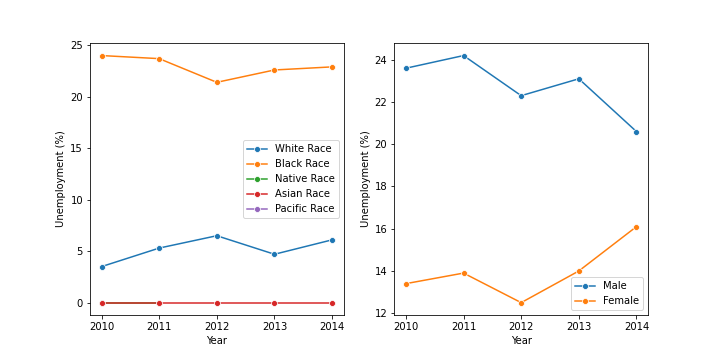 25
20
15
10
5
0
Unemployment (%)
2010 2011 2012 2013 2014
Year
White Race
Black Race
Native Race
Asian Race
Pacific Race
24
22
20
18
16
14
12
Unemployment (%)
2010 2011 2012 2013 2014
Year
Male
Female